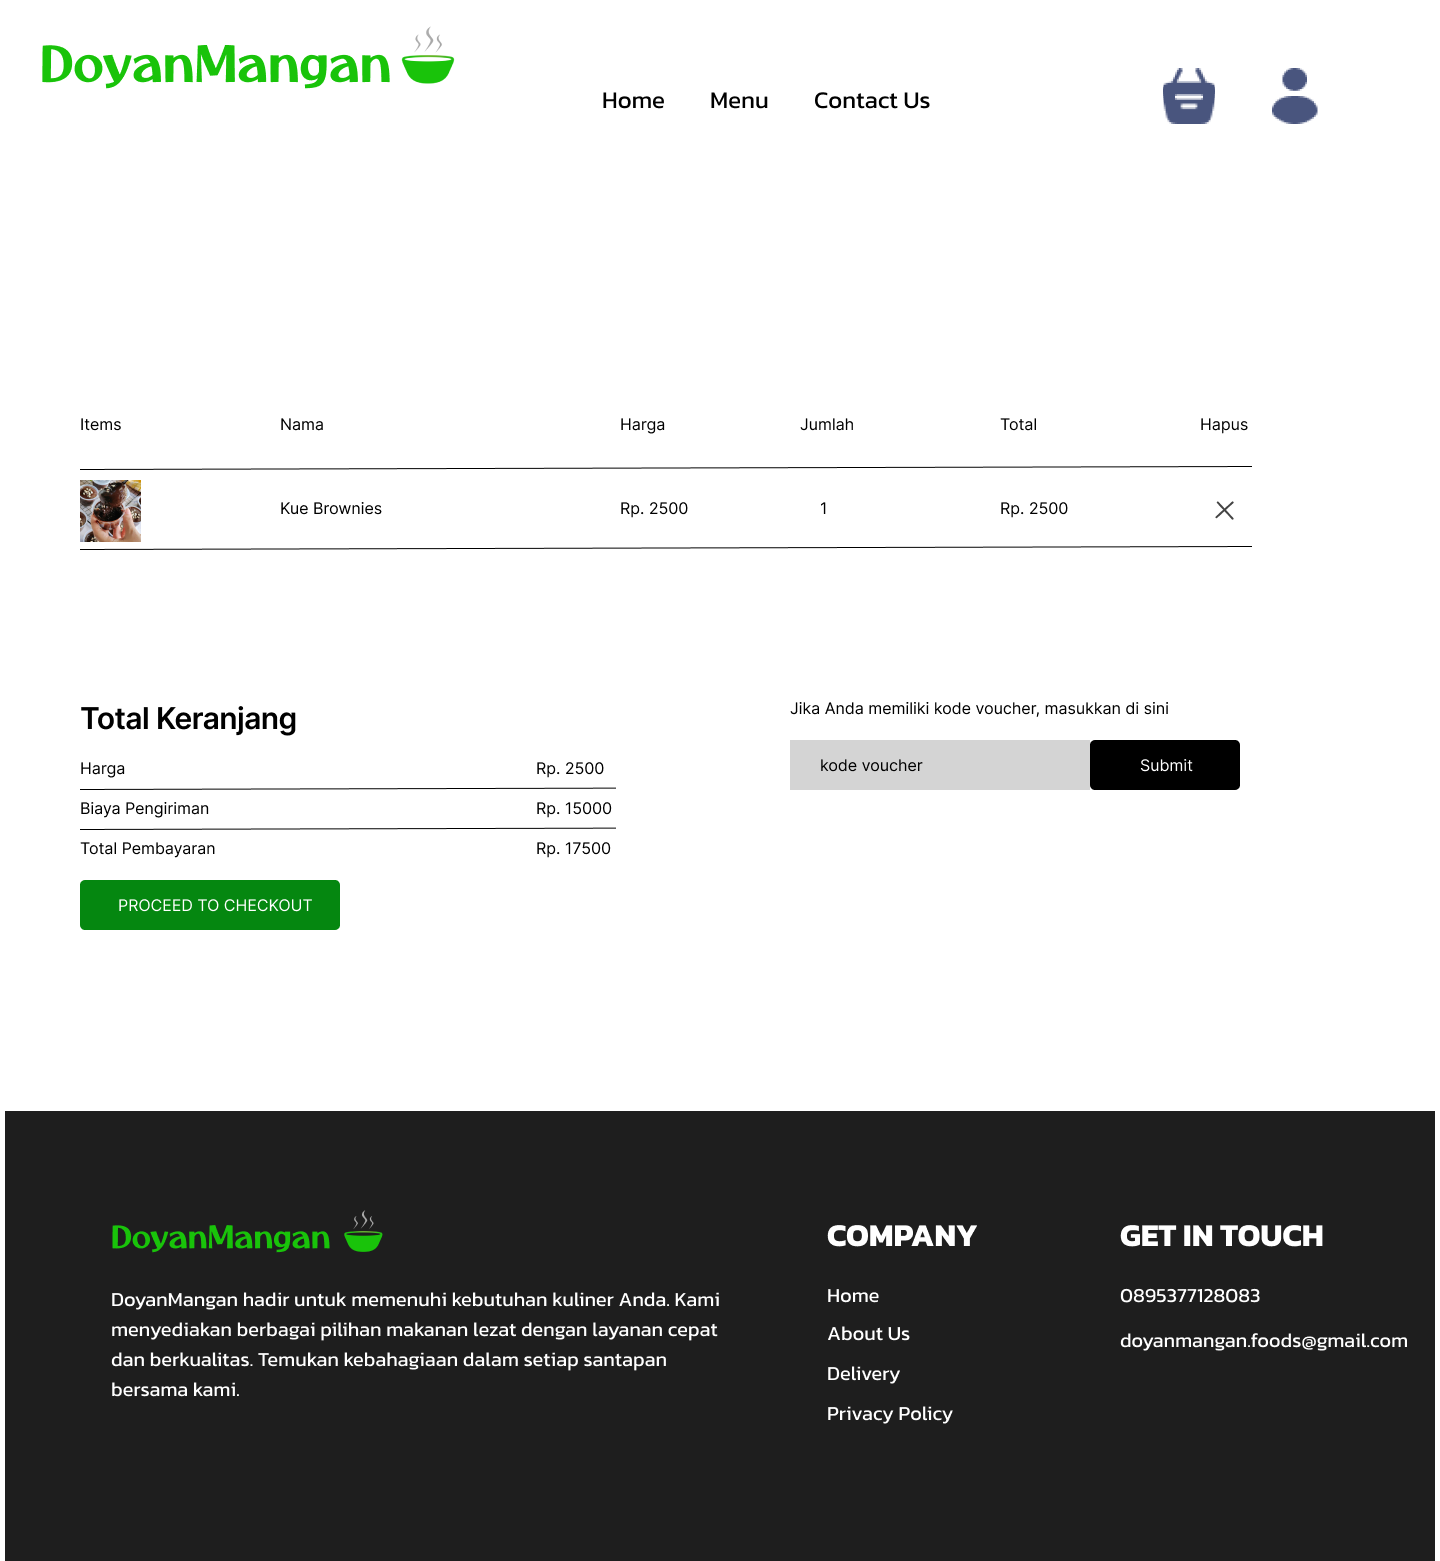 DoyanMangan
Home Menu Contact Us
Items Nama Harga Jumlah Total Hapus
Kue Brownies Rp. 2500 1 Rp. 2500
Total Keranjang
Harga Rp. 2500
Biaya Pengiriman Rp. 15000
Total Pembayaran Rp. 17500
PROCEED TO CHECKOUT
Jika Anda memiliki kode voucher, masukkan di sini
kode voucher Submit
DoyanMangan
DoyanMangan hadir untuk memenuhi kebutuhan kuliner Anda. Kami
menyediakan berbagai pilihan makanan lezat dengan layanan cepat
dan berkualitas. Temukan kebahagiaan dalam setiap santapan
bersama kami.
COMPANY
Home
About Us
Delivery
Privacy Policy
GET IN TOUCH
0895377128083
doyanmangan.foods@gmail.com